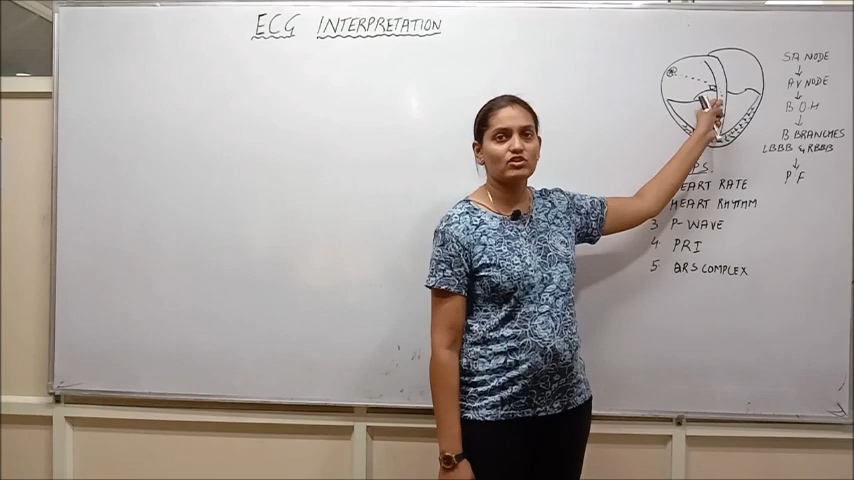 ECG INTERPRETATION
SA NODE
↓
AV NODE
↓
B O H
↓
B BRANCHES
LBBB & RBBB
↓
P F
HEART RATE
HEART RHYTHM
3 P-WAVE
4. PRI
5. QRS COMPLEX